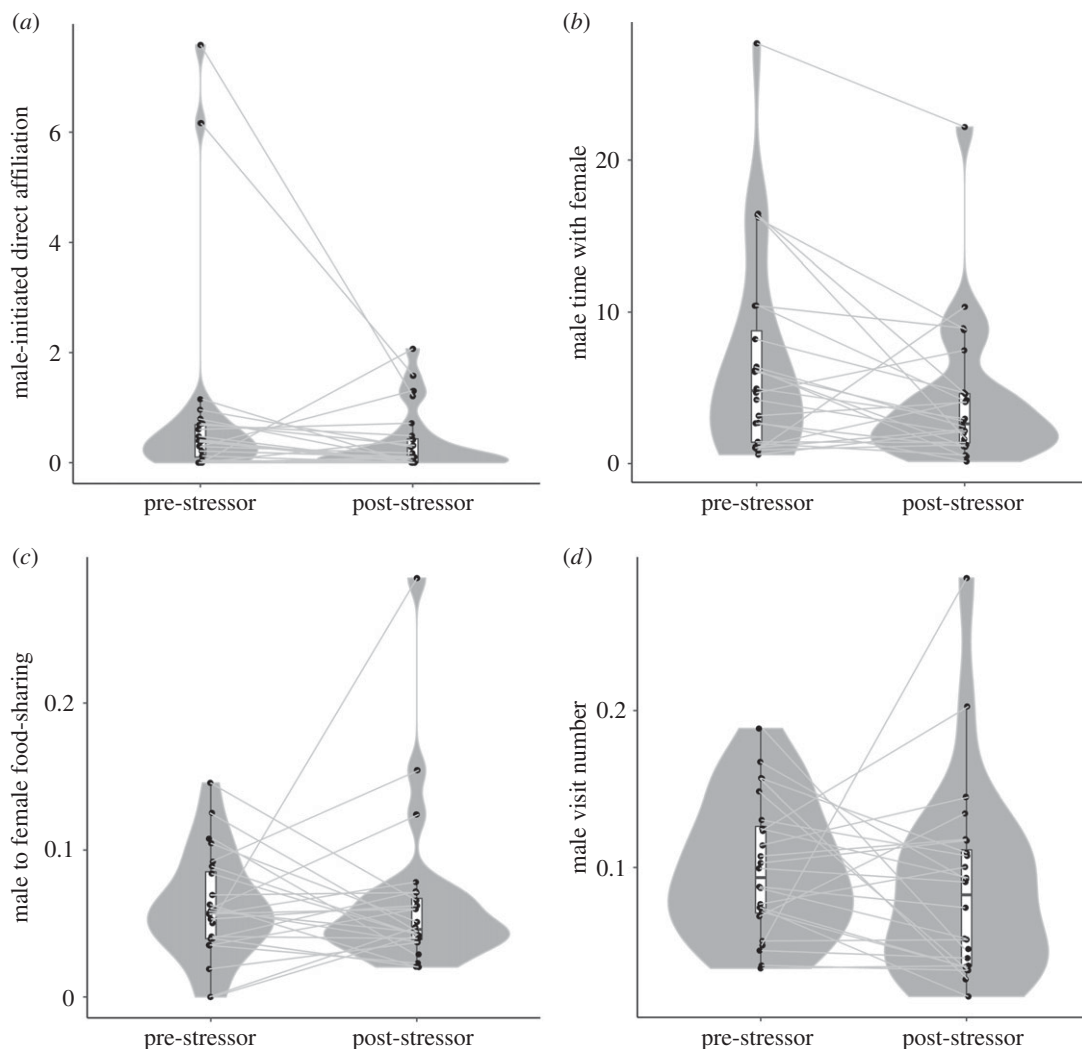 (a)
male-initiated direct affiliation
6
4
2
0
pre-stressor post-stressor
(b)
male time with female
20
10
0
pre-stressor post-stressor
(c)
male to female food-sharing
0.2
0.1
0
pre-stressor post-stressor
(d)
male visit number
0.2
0.1
pre-stressor post-stressor